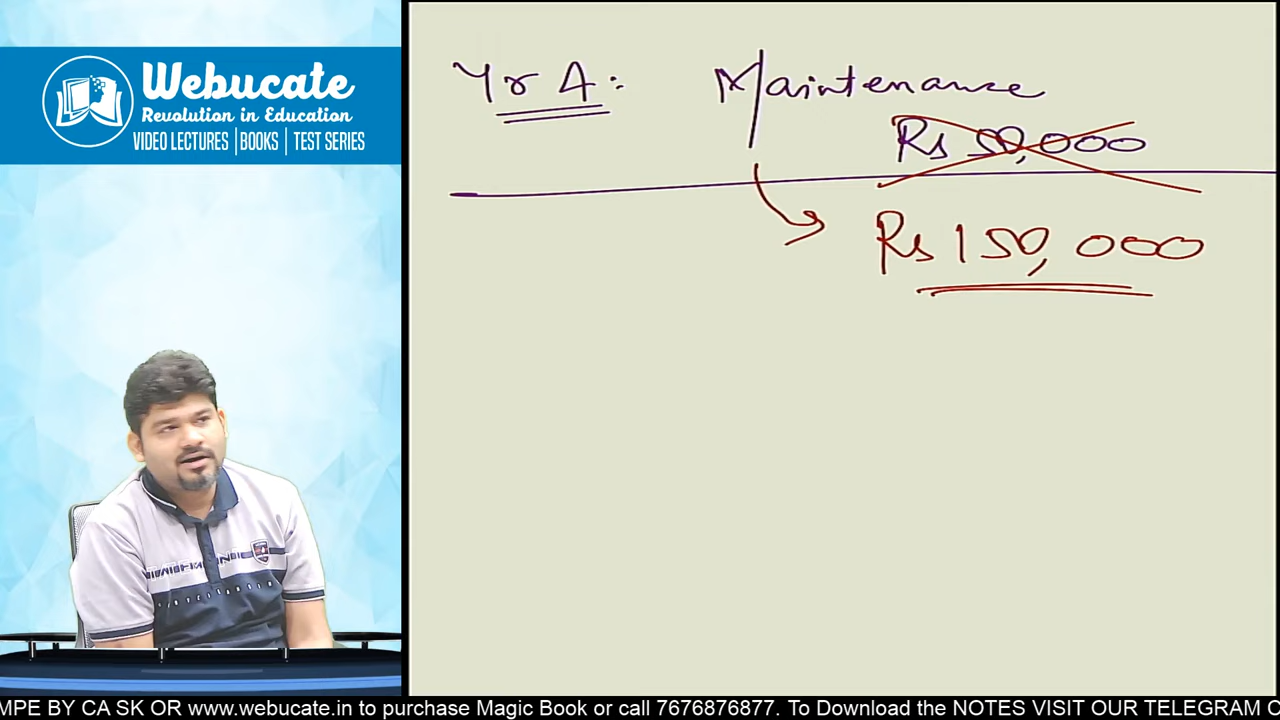 Webucate
Revolution in Education
VIDEO LECTURES | BOOKS | TEST SERIES
Yr 4: Maintenance
Rs 50,000
Rs 150,000
MPE BY CA SK OR www.webucate.in to purchase Magic Book or call 7676876877. To Download the NOTES VISIT OUR TELEGRAM C